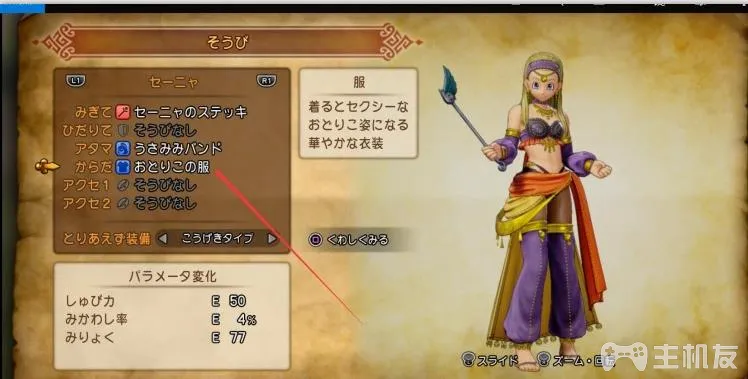 そうび
L1 セーニャ R1
みぎて セーニャのステッキ
ひだりて そうびなし
アタマ うさみみバンド
からだ おとりこの服
アクセ1 そうびなし
アクセ2 そうびなし
とりあえず装備 こうげきタイプ
服
着るとセクシーな
おどりこ姿になる
華やかな衣装
くわしくみる
パラメータ変化
しゅび力 E 50
みかわし率 E 4%
みりょく E 77
スライド ズーム・回転
主机友